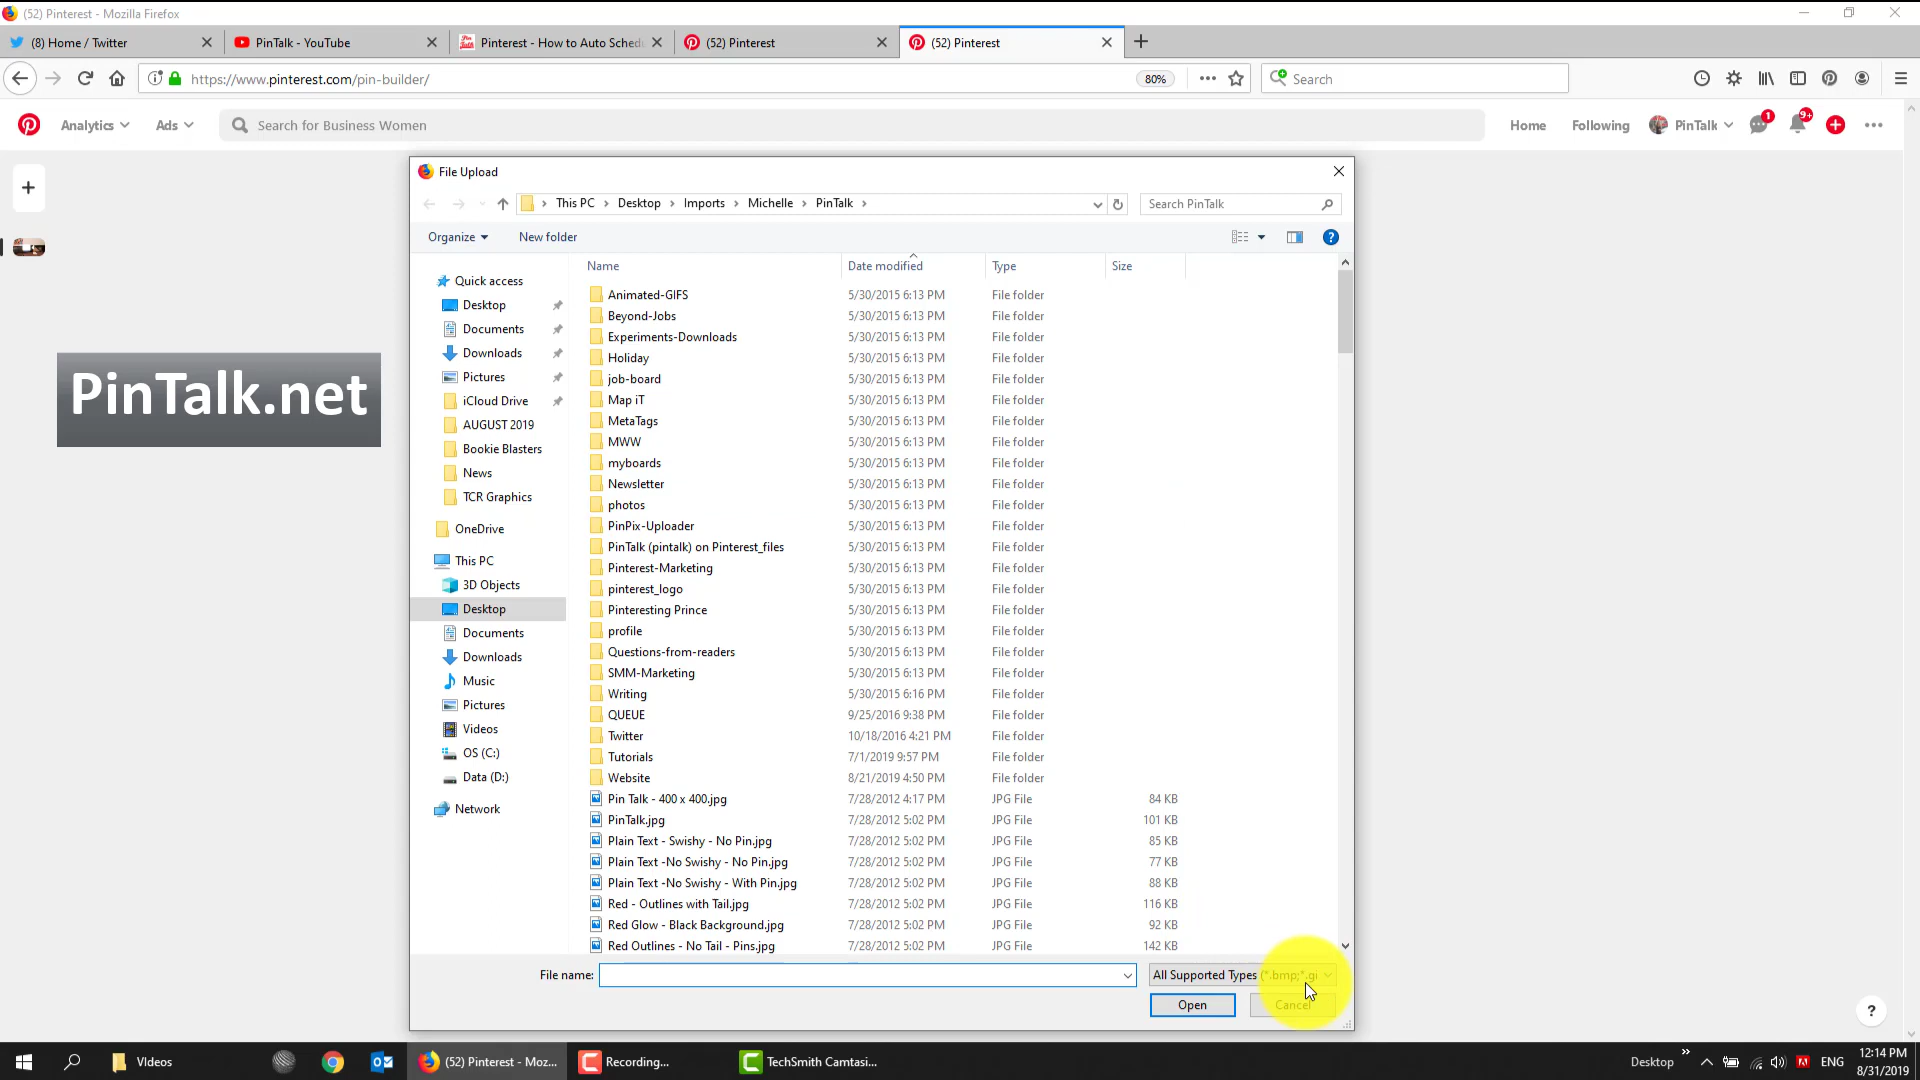 (52) Pinterest - Mozilla Firefox
(8) Home / Twitter
PinTalk - YouTube
Pinterest - How to Auto Sched
(52) Pinterest
(52) Pinterest
https://www.pinterest.com/pin-builder/
80%
Search
Analytics
Ads
Search for Business Women
Home
Following
PinTalk
1
9+
File Upload
This PC > Desktop > Imports > Michelle > PinTalk >
Search PinTalk
Organize
New folder
Name Date modified Type Size
Quick access
Desktop
Documents
Downloads
Pictures
iCloud Drive
AUGUST 2019
Bookie Blasters
News
TCR Graphics
OneDrive
This PC
3D Objects
Desktop
Documents
Downloads
Music
Pictures
Videos
OS (C:)
Data (D:)
Network
Animated-GIFS 5/30/2015 6:13 PM File folder
Beyond-Jobs 5/30/2015 6:13 PM File folder
Experiments-Downloads 5/30/2015 6:13 PM File folder
Holiday 5/30/2015 6:13 PM File folder
job-board 5/30/2015 6:13 PM File folder
Map iT 5/30/2015 6:13 PM File folder
MetaTags 5/30/2015 6:13 PM File folder
MWW 5/30/2015 6:13 PM File folder
myboards 5/30/2015 6:13 PM File folder
Newsletter 5/30/2015 6:13 PM File folder
photos 5/30/2015 6:13 PM File folder
PinPix-Uploader 5/30/2015 6:13 PM File folder
PinTalk (pintalk) on Pinterest_files 5/30/2015 6:13 PM File folder
Pinterest-Marketing 5/30/2015 6:13 PM File folder
pinterest_logo 5/30/2015 6:13 PM File folder
Pinteresting Prince 5/30/2015 6:13 PM File folder
profile 5/30/2015 6:13 PM File folder
Questions-from-readers 5/30/2015 6:13 PM File folder
SMM-Marketing 5/30/2015 6:13 PM File folder
Writing 5/30/2015 6:16 PM File folder
QUEUE 9/25/2016 9:38 PM File folder
Twitter 10/18/2016 4:21 PM File folder
Tutorials 7/1/2019 9:57 PM File folder
Website 8/21/2019 4:50 PM File folder
Pin Talk - 400 x 400.jpg 7/28/2012 4:17 PM JPG File 84 KB
PinTalk.jpg 7/28/2012 5:02 PM JPG File 101 KB
Plain Text - Swishy - No Pin.jpg 7/28/2012 5:02 PM JPG File 85 KB
Plain Text -No Swishy - No Pin.jpg 7/28/2012 5:02 PM JPG File 77 KB
Plain Text -No Swishy - With Pin.jpg 7/28/2012 5:02 PM JPG File 88 KB
Red - Outlines with Tail.jpg 7/28/2012 5:02 PM JPG File 116 KB
Red Glow - Black Background.jpg 7/28/2012 5:02 PM JPG File 92 KB
Red Outlines - No Tail - Pins.jpg 7/28/2012 5:02 PM JPG File 142 KB
File name:
All Supported Types (*.bmp;*.gi
Open
Cancel
PinTalk.net
?
VIdeos
(52) Pinterest - Moz...
Recording...
TechSmith Camtasi...
Desktop
ENG
12:14 PM
8/31/2019